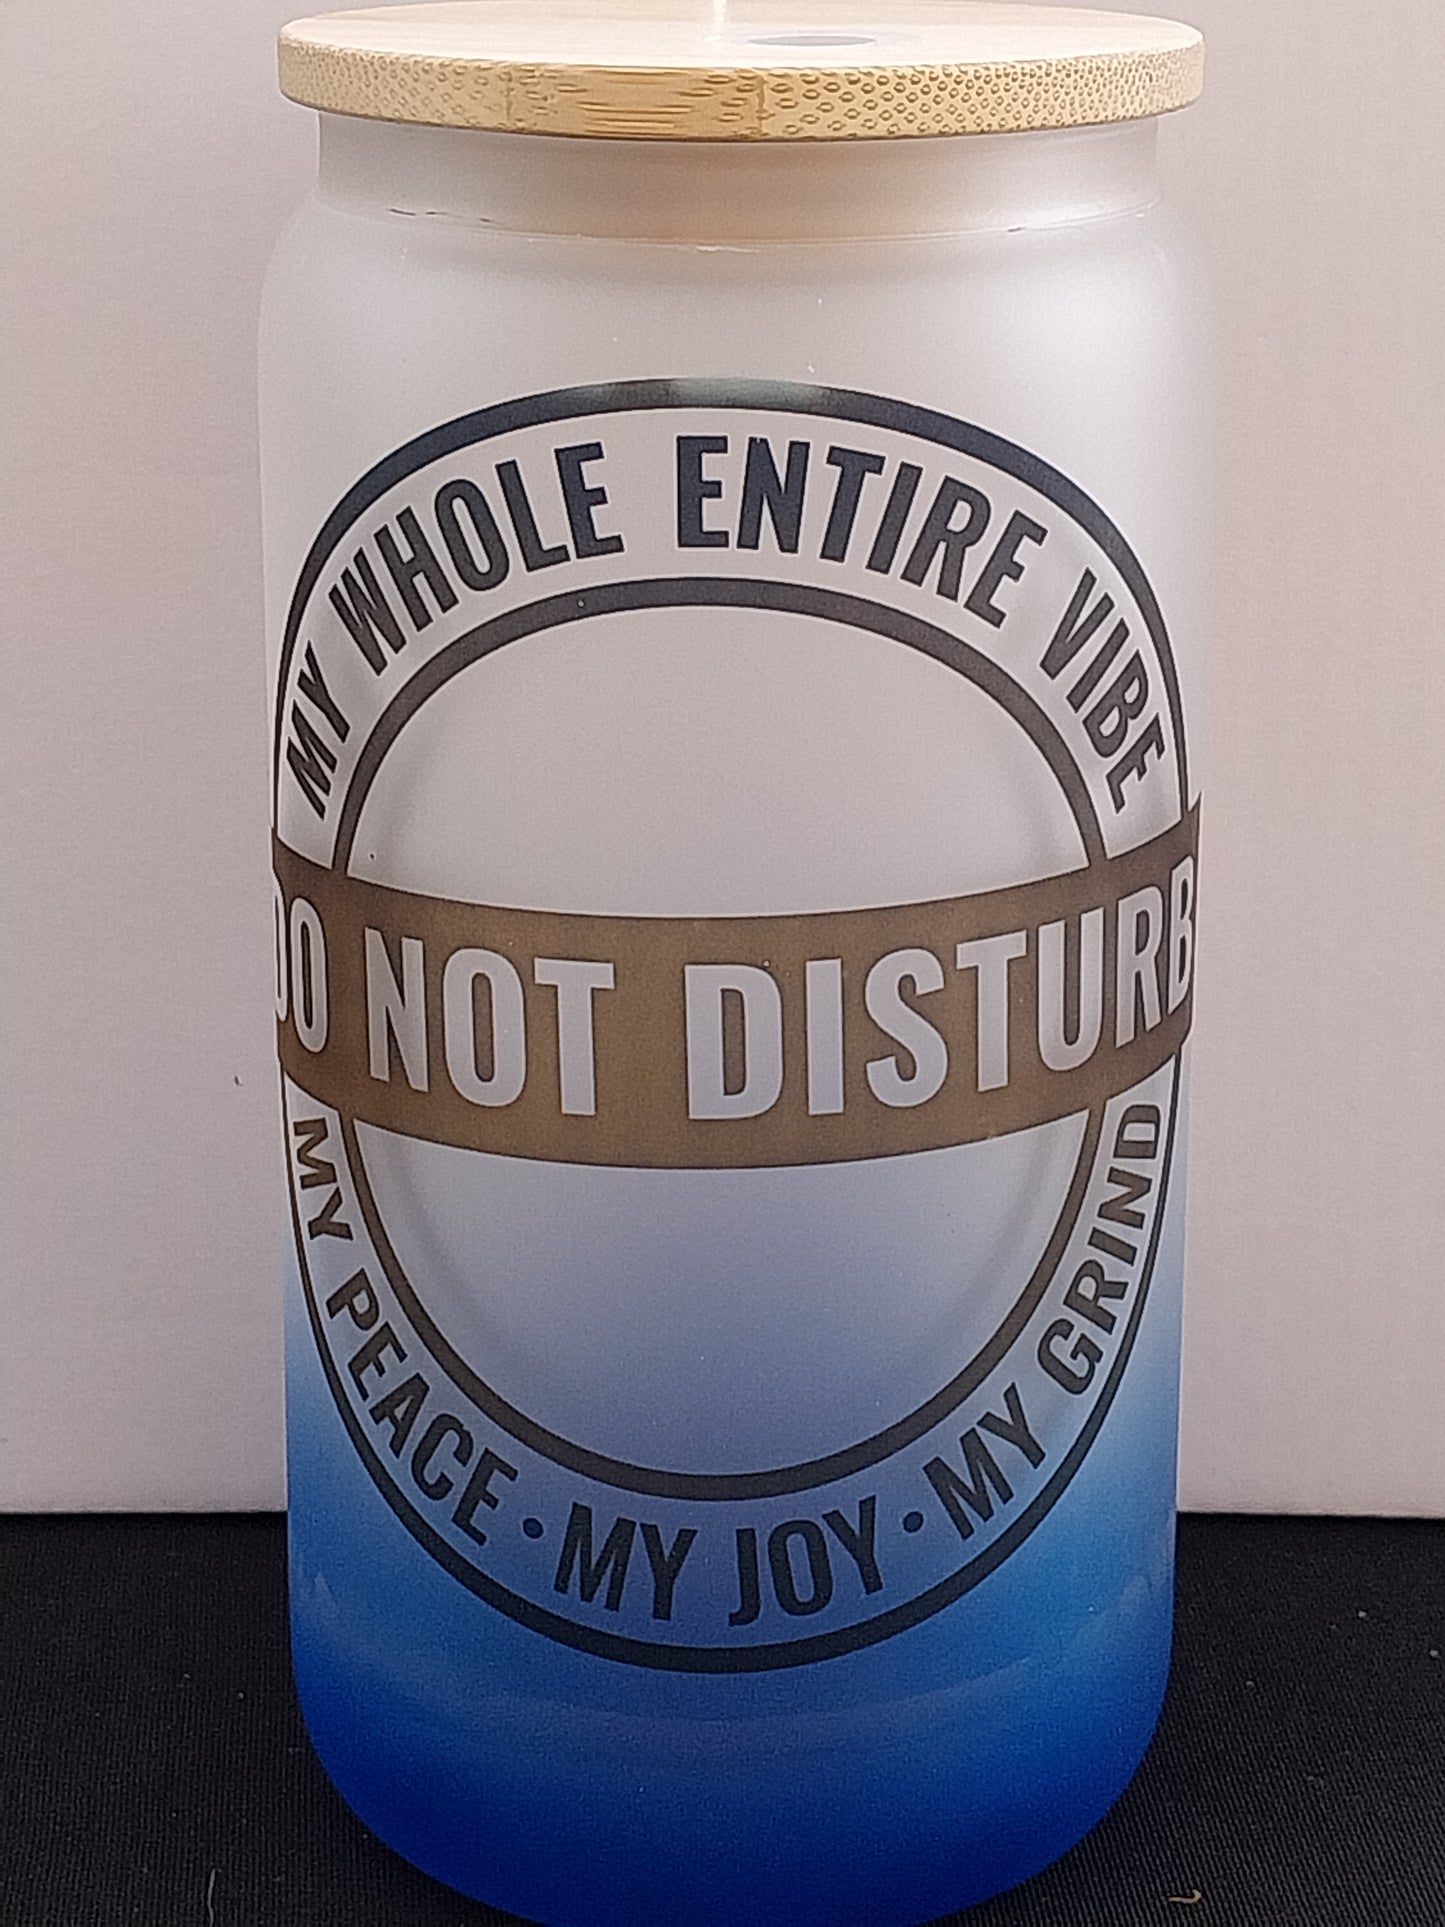 MY WHOLE ENTIRE VIBE
DO NOT DISTURB
MY PEACE • MY JOY • MY GRIND